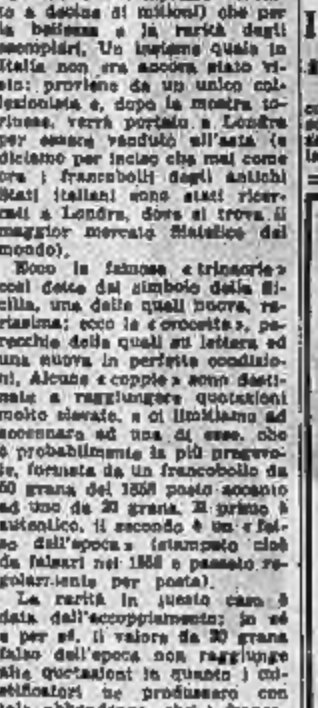 to a decine di milioni) che per
la bellezza e la rarità degli
esemplari. Un insieme quale in
Italia non era ancora stato vi-
sto: proviene da un unico col-
lezionista e, dopo la mostra to-
rinese, verrà portato a Londra
per essere venduto all'asta (e
diciamo per inciso che mai come
ora i francobolli degli antichi
Stati italiani sono stati ricer-
cati a Londra, dove si trova il
maggior mercato filatelico del
mondo).
Ecco la famosa « trinacria »
così detta dal simbolo della Si-
cilia, una delle quali nuova, ra-
rissima; ecco le « crocette », pa-
recchie delle quali su lettera ed
una nuova in perfette condizio-
ni. Alcune « coppie » sono desti-
nate a raggiungere quotazioni
molto elevate, e ci limitiamo ad
accennare ad una di esse, che
è probabilmente la più pregevo-
le, formata da un francobollo da
50 grana del 1858 posto accanto
ad uno da 20 grana. Il primo è
autentico, il secondo è un « fal-
so dell'epoca » (stampato cioè
da falsari nel 1858 e passato re-
golarmente per posta).
La rarità in questo caso è
data dall'accoppiamento; in sé
e per sé, il valore da 20 grana
falso dell'epoca non raggiunge
alte quotazioni in quanto i fal-
sificatori ne produssero con